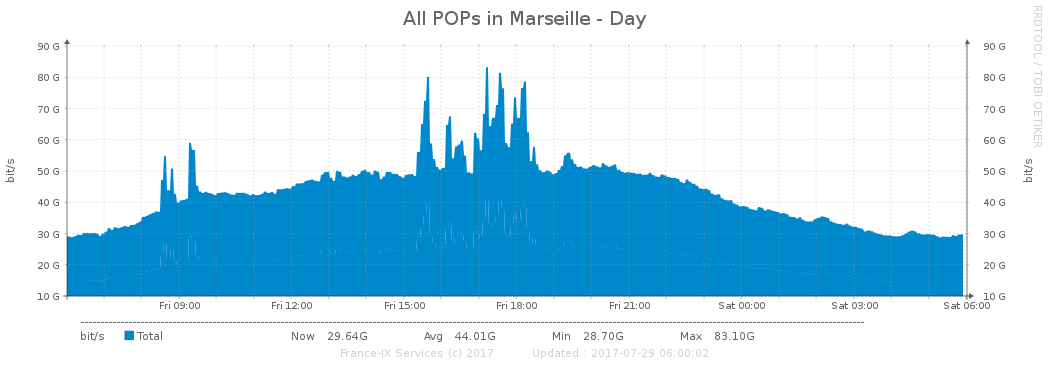 All POPs in Marseille - Day
RRDTOOL / TOBI OETIKER
bit/s
90 G 90 G
80 G 80 G
70 G 70 G
60 G 60 G
50 G 50 G
40 G 40 G
30 G 30 G
20 G 20 G
10 G 10 G
bit/s
Fri 09:00 Fri 12:00 Fri 15:00 Fri 18:00 Fri 21:00 Sat 00:00 Sat 03:00 Sat 06:00
bit/s Total Now 29.64G Avg 44.01G Min 28.70G Max 83.10G
France-IX Services (c) 2017 Updated : 2017-07-29 06:00:02